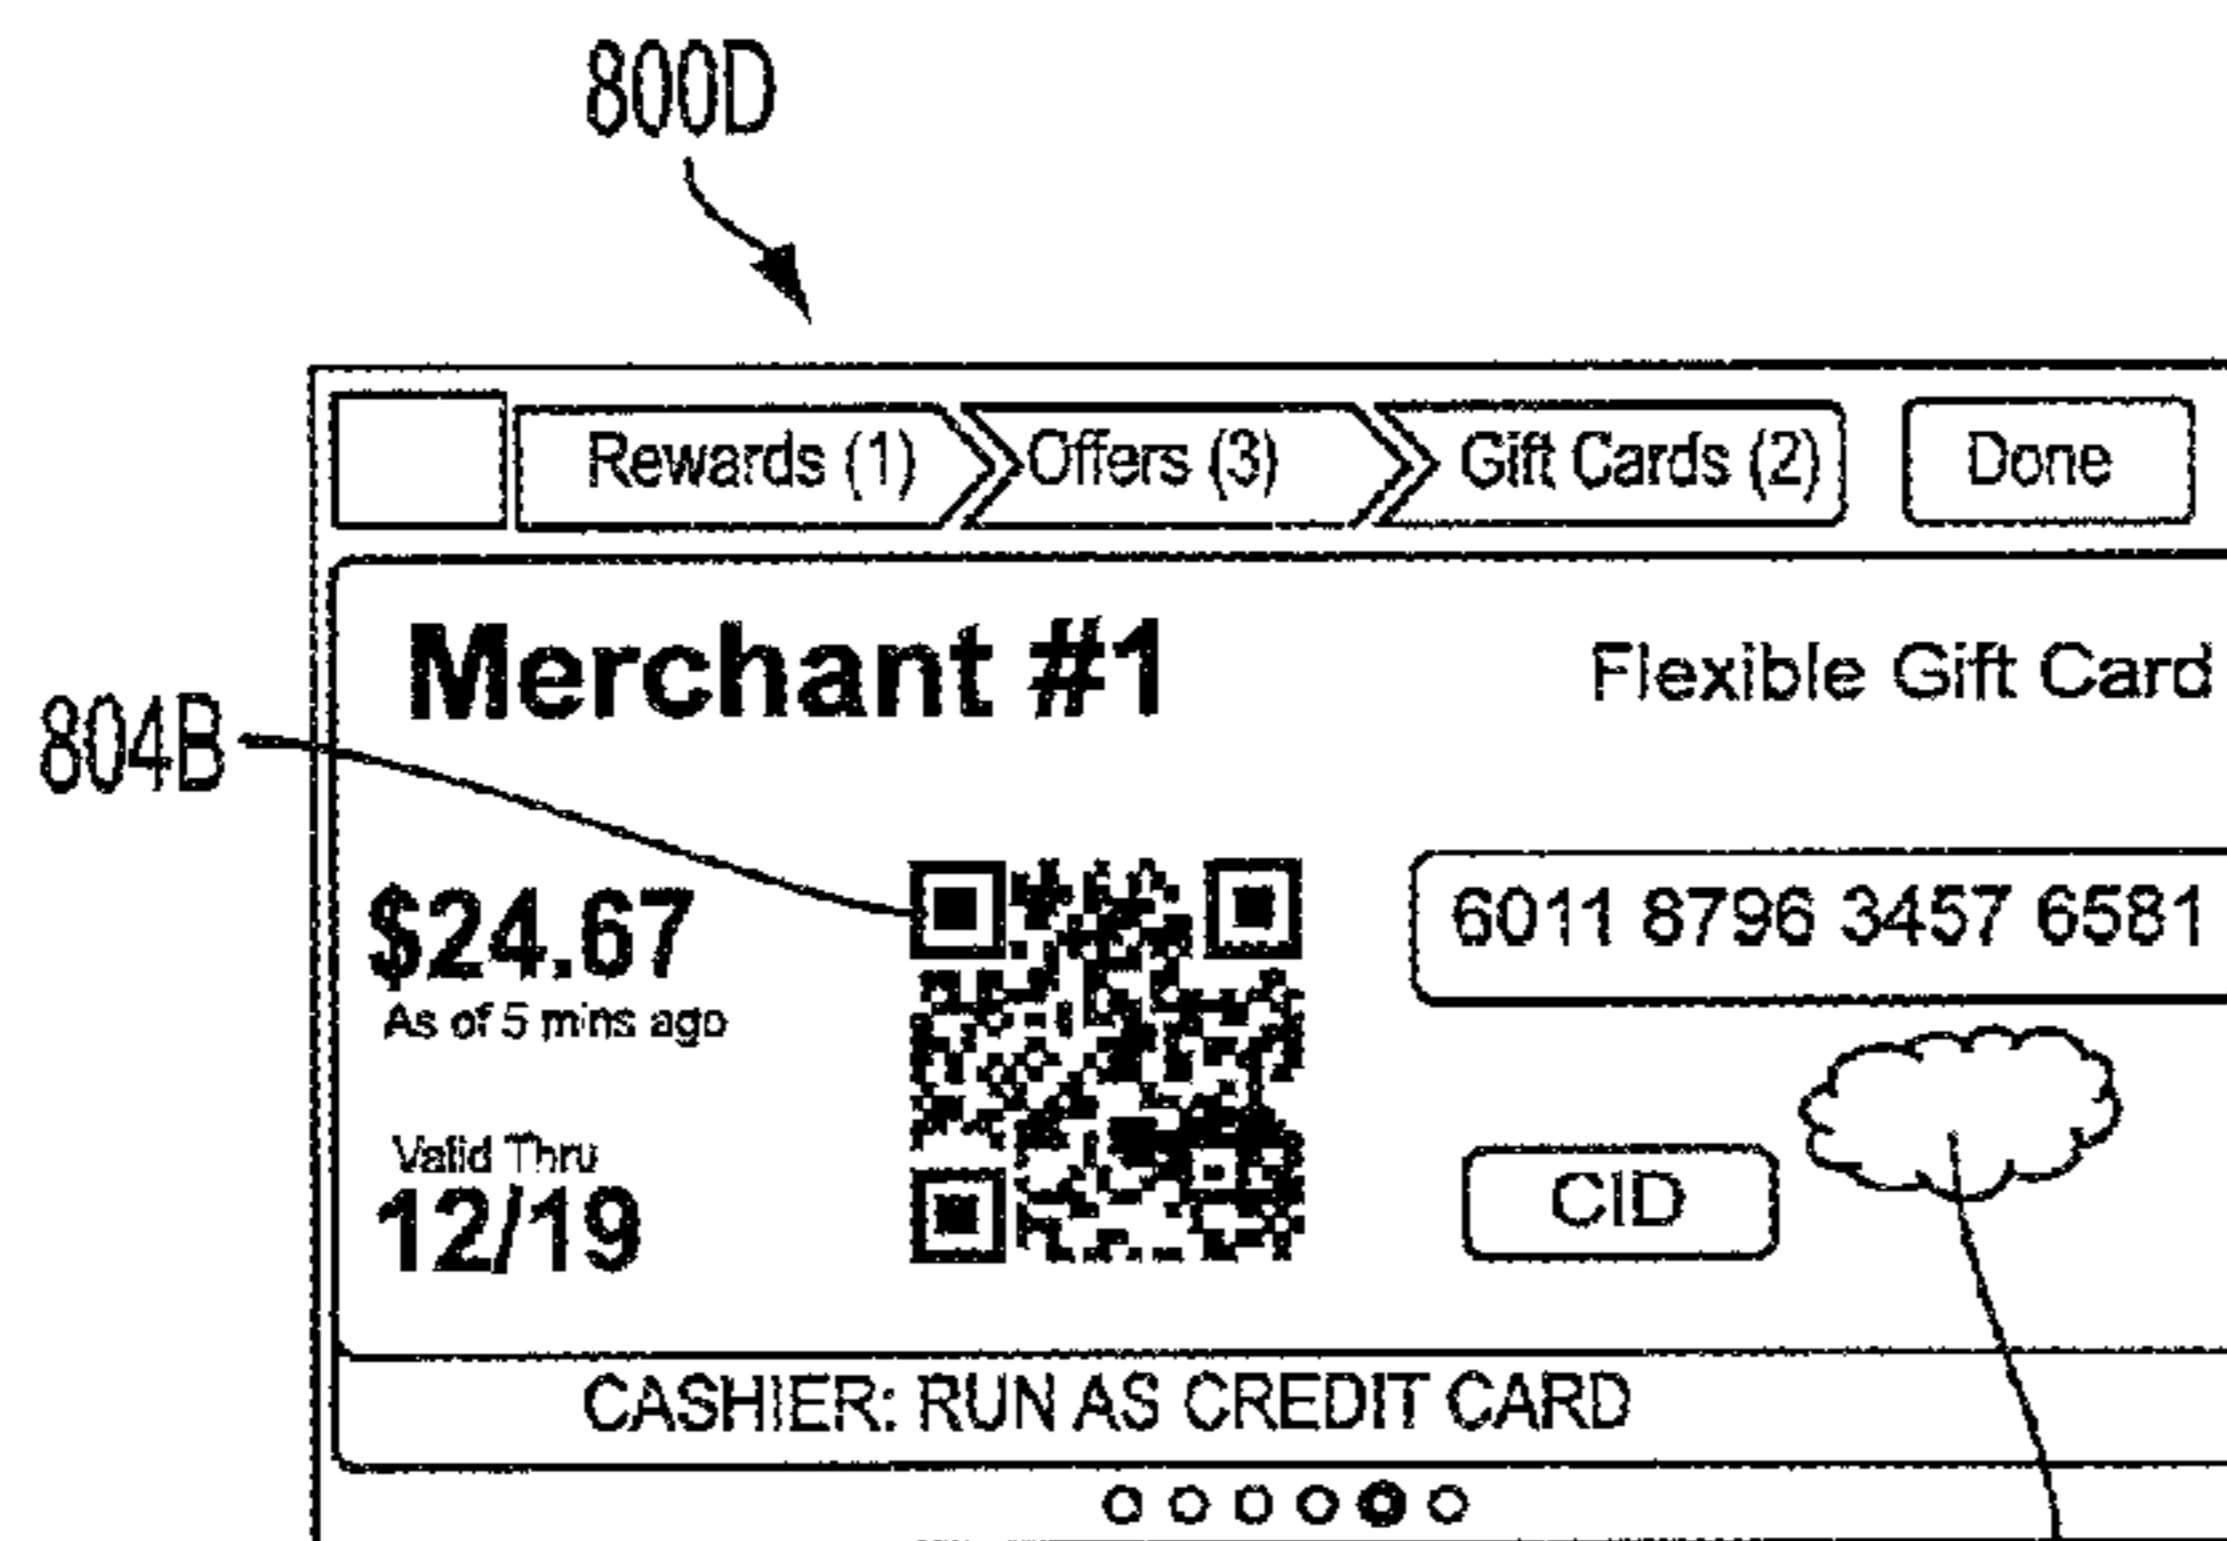 800D
Rewards (1) Offers (3) Gift Cards (2) Done
Merchant #1 Flexible Gift Card
804B
$24.67 6011 8796 3457 6581
As of 5 mins ago
Valid Thru
12/19 CID
CASHIER: RUN AS CREDIT CARD